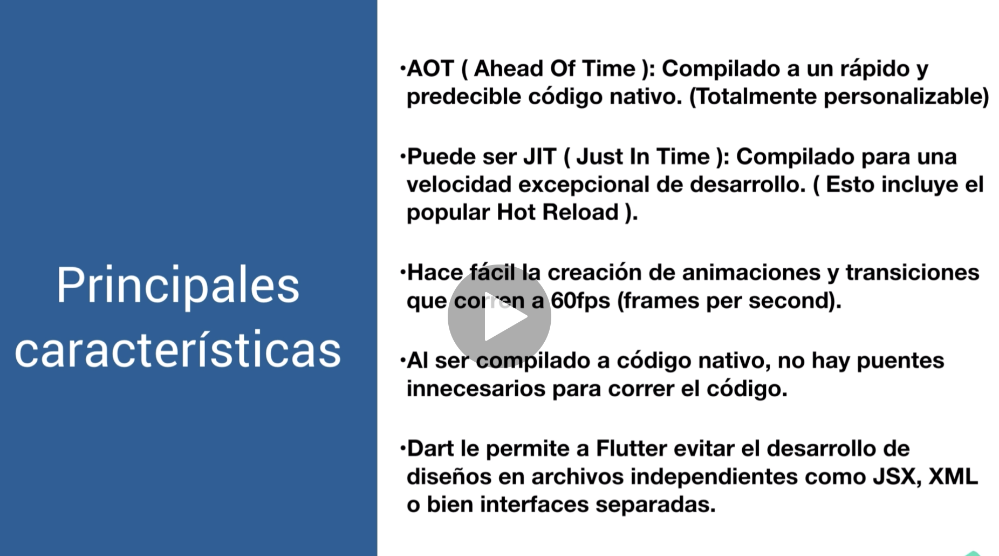 Principales
características
•AOT ( Ahead Of Time ): Compilado a un rápido y
predecible código nativo. (Totalmente personalizable)
•Puede ser JIT ( Just In Time ): Compilado para una
velocidad excepcional de desarrollo. ( Esto incluye el
popular Hot Reload ).
•Hace fácil la creación de animaciones y transiciones
que corren a 60fps (frames per second).
•Al ser compilado a código nativo, no hay puentes
innecesarios para correr el código.
•Dart le permite a Flutter evitar el desarrollo de
diseños en archivos independientes como JSX, XML
o bien interfaces separadas.